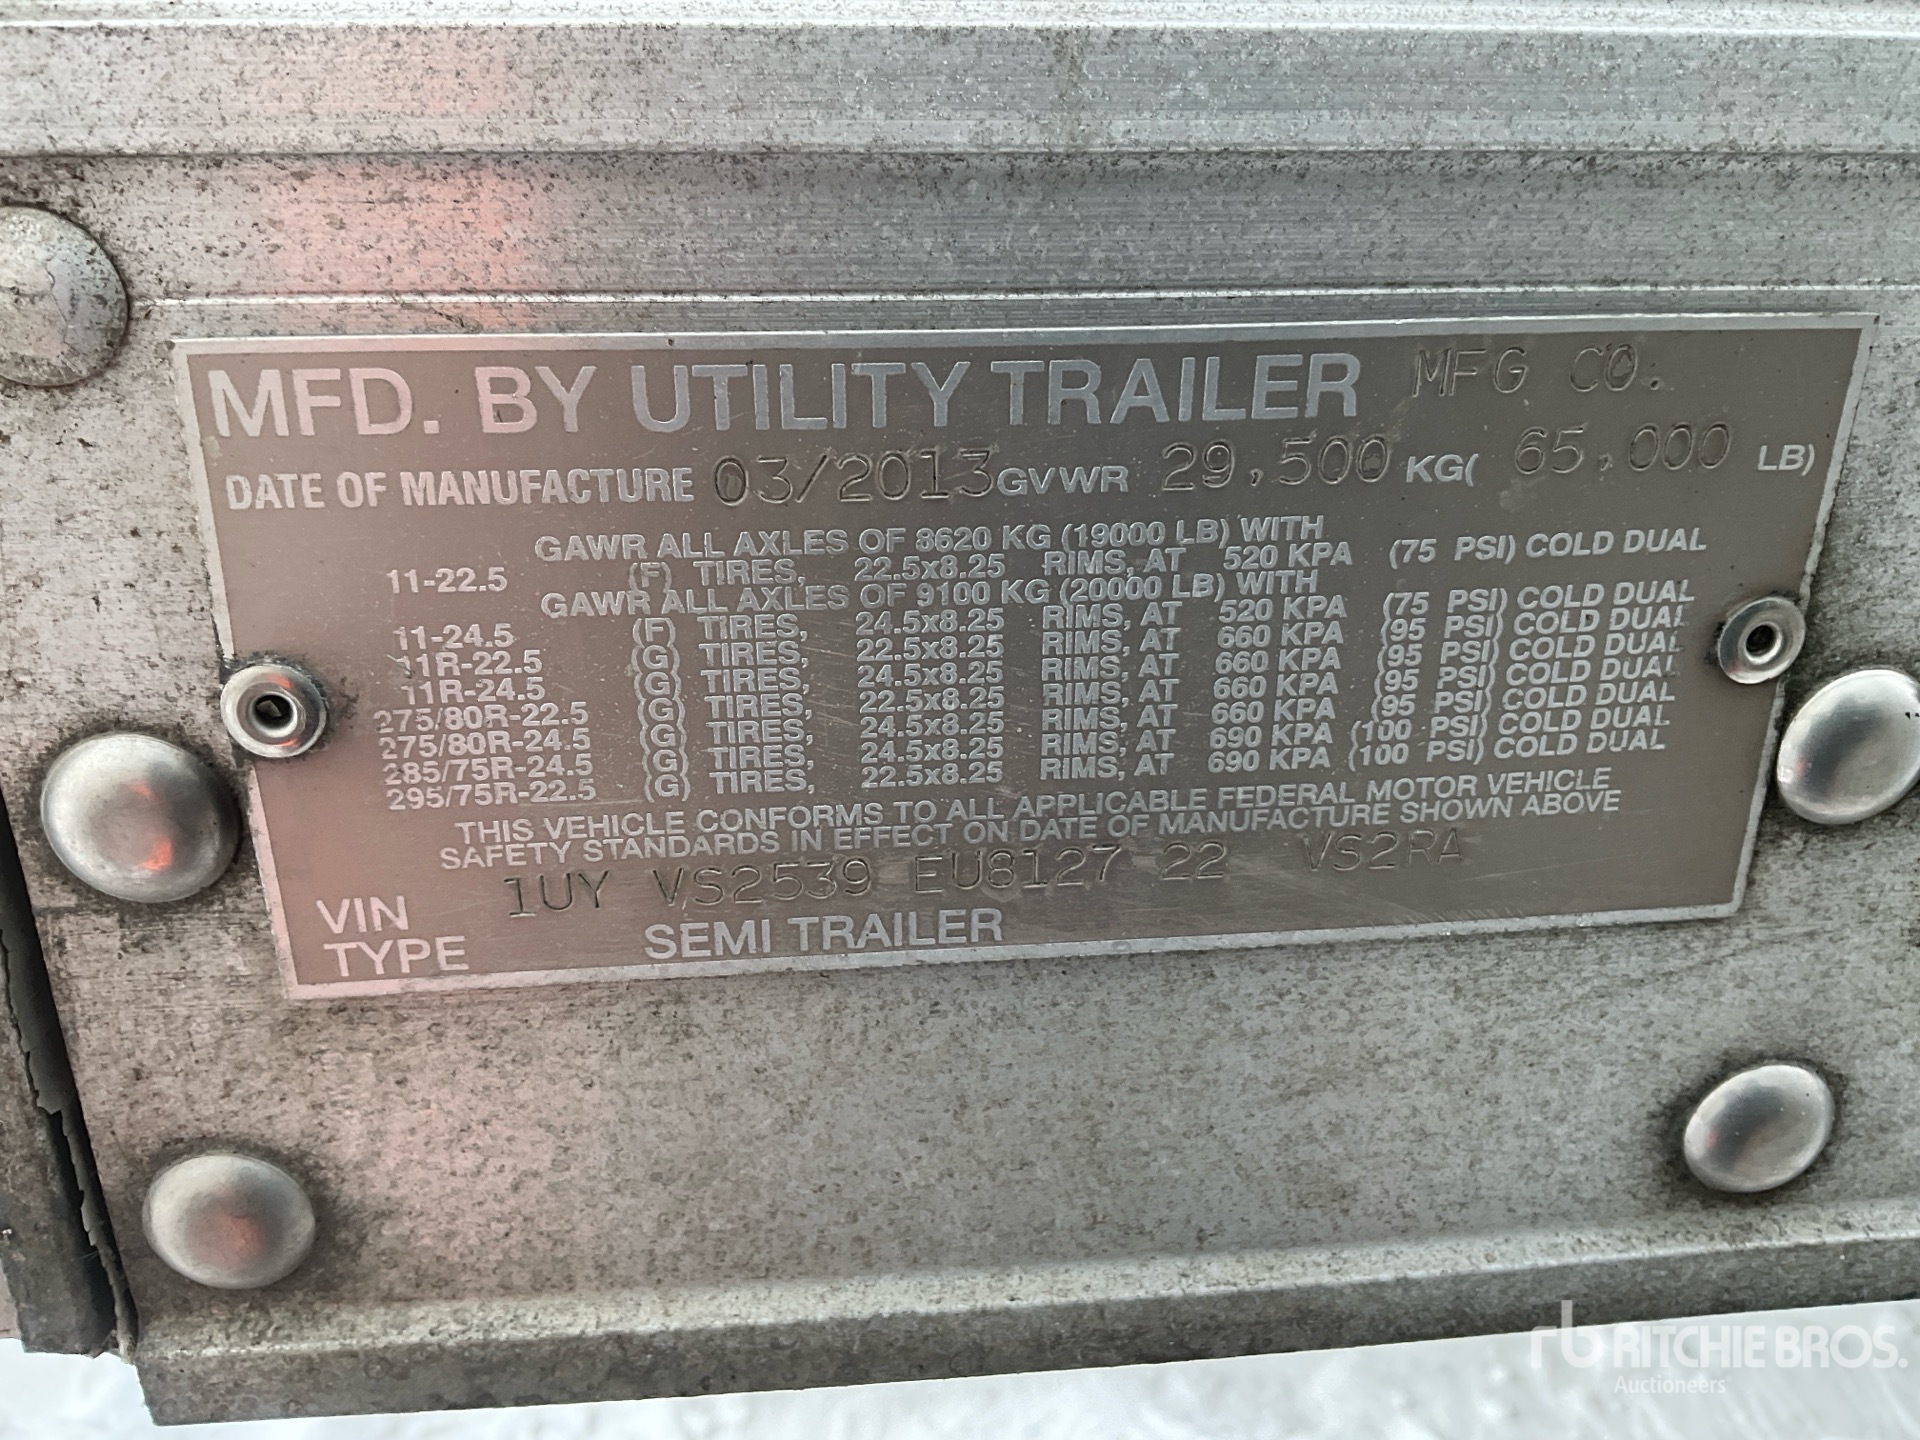 MFD. BY UTILITY TRAILER MFG CO.
DATE OF MANUFACTURE 03/2013 GVWR 29,500 KG( 65,000 LB)
GAWR ALL AXLES OF 8620 KG (19000 LB) WITH
11-22.5 (F) TIRES, 22.5x8.25 RIMS, AT 520 KPA (75 PSI) COLD DUAL
GAWR ALL AXLES OF 9100 KG (20000 LB) WITH
11-24.5 (F) TIRES, 24.5x8.25 RIMS, AT 520 KPA (75 PSI) COLD DUAL
11R-22.5 (G) TIRES, 22.5x8.25 RIMS, AT 660 KPA (95 PSI) COLD DUAL
11R-24.5 (G) TIRES, 24.5x8.25 RIMS, AT 660 KPA (95 PSI) COLD DUAL
275/80R-22.5 (G) TIRES, 22.5x8.25 RIMS, AT 660 KPA (95 PSI) COLD DUAL
275/80R-24.5 (G) TIRES, 24.5x8.25 RIMS, AT 660 KPA (95 PSI) COLD DUAL
285/75R-24.5 (G) TIRES, 24.5x8.25 RIMS, AT 690 KPA (100 PSI) COLD DUAL
295/75R-22.5 (G) TIRES, 22.5x8.25 RIMS, AT 690 KPA (100 PSI) COLD DUAL
THIS VEHICLE CONFORMS TO ALL APPLICABLE FEDERAL MOTOR VEHICLE
SAFETY STANDARDS IN EFFECT ON DATE OF MANUFACTURE SHOWN ABOVE
VIN 1UY VS2539 EU8127 22 VS2RA
TYPE SEMI TRAILER
rb RITCHIE BROS.
Auctioneers